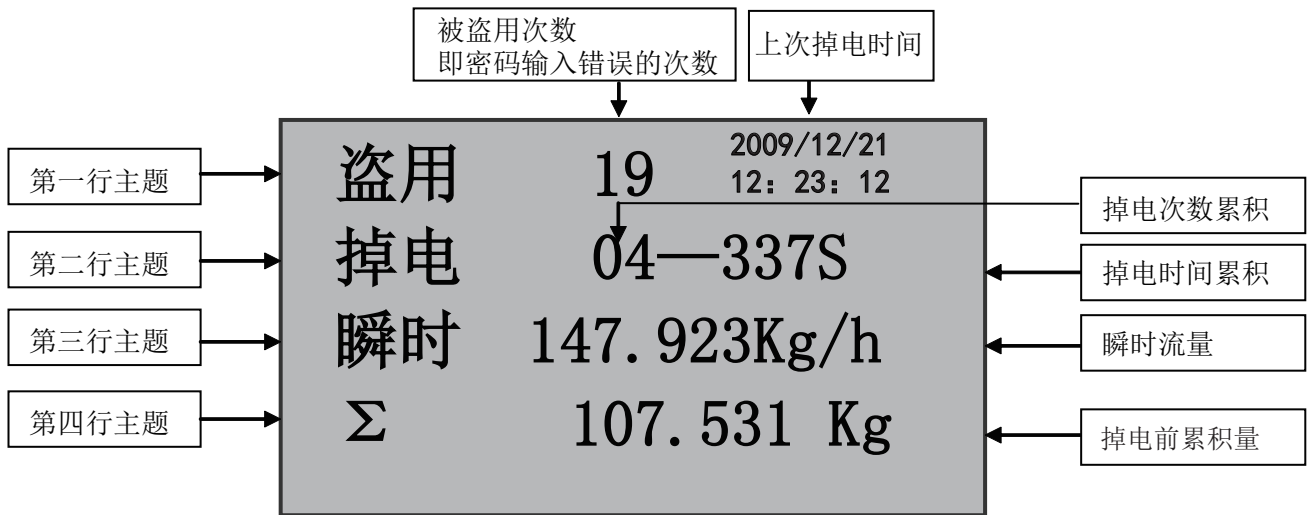 被盗用次数
即密码输入错误的次数
上次掉电时间
第一行主题
盗用 19
2009/12/21
12：23：12
掉电次数累积
第二行主题
掉电 04—337S
掉电时间累积
第三行主题
瞬时 147.923Kg/h
瞬时流量
第四行主题
Σ 107.531 Kg
掉电前累积量